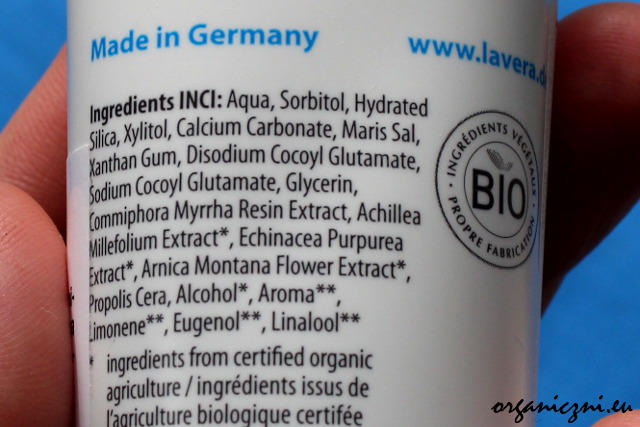 Made in Germany
www.lavera.d
Ingredients INCI: Aqua, Sorbitol, Hydrated
Silica, Xylitol, Calcium Carbonate, Maris Sal,
Xanthan Gum, Disodium Cocoyl Glutamate,
Sodium Cocoyl Glutamate, Glycerin,
Commiphora Myrrha Resin Extract, Achillea
Millefolium Extract*, Echinacea Purpurea
Extract*, Arnica Montana Flower Extract*,
Propolis Cera, Alcohol*, Aroma**,
Limonene**, Eugenol**, Linalool**
* ingredients from certified organic
agriculture / ingrédients issus de
l'agriculture biologique certifée
· INGRÉDIENTS VÉGÉTAUX ·
BIO
PROPRE FABRICATION
organiczni.eu